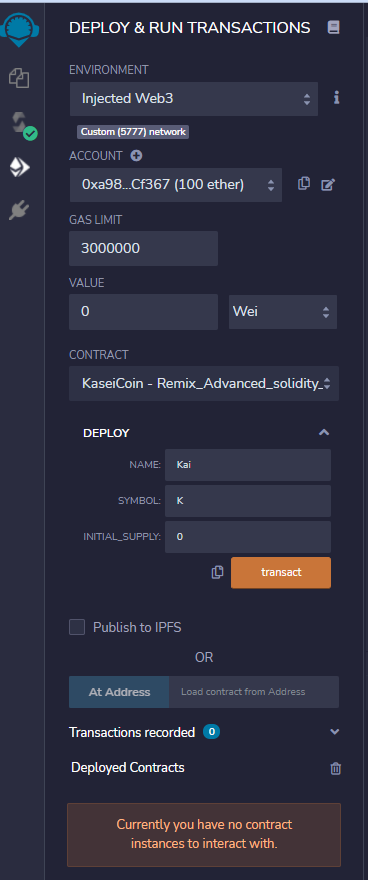 DEPLOY & RUN TRANSACTIONS
ENVIRONMENT
Injected Web3
Custom (5777) network
ACCOUNT
0xa98...Cf367 (100 ether)
GAS LIMIT
3000000
VALUE
0
Wei
CONTRACT
KaseiCoin - Remix_Advanced_solidity_
DEPLOY
NAME: Kai
SYMBOL: K
INITIAL_SUPPLY: 0
transact
Publish to IPFS
OR
At Address Load contract from Address
Transactions recorded 0
Deployed Contracts
Currently you have no contract
instances to interact with.